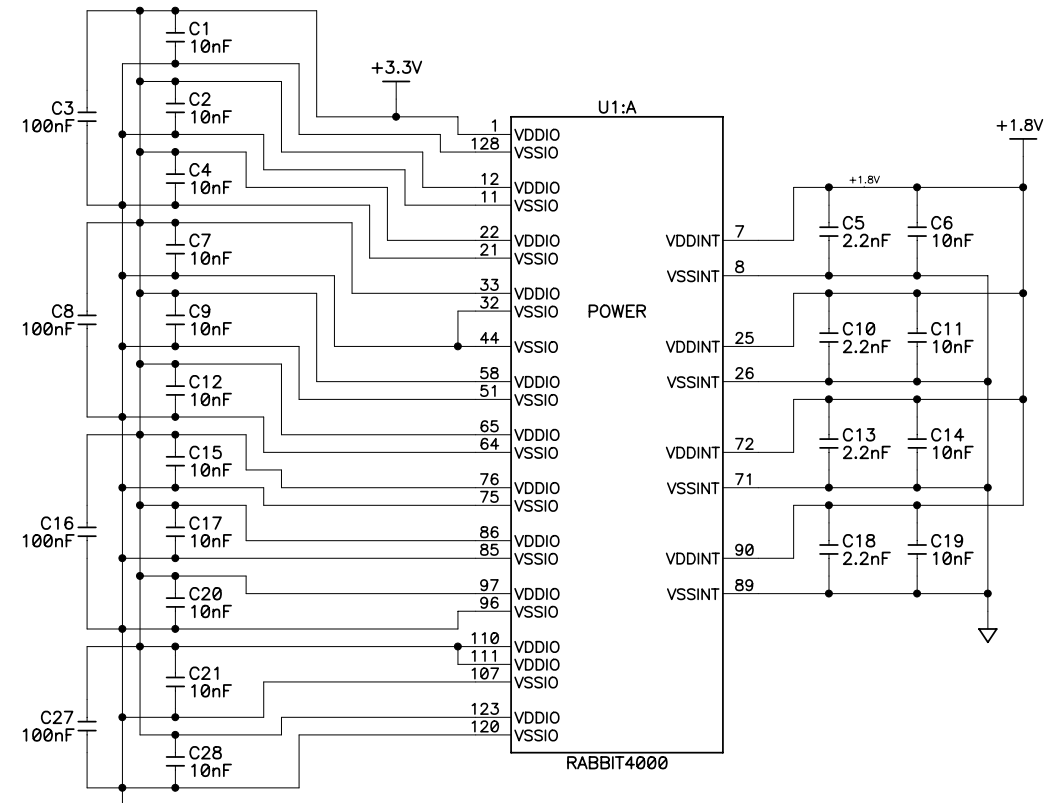 C1
10nF
+3.3V
C3
100nF
C2
10nF
U1:A
+1.8V
1 VDDIO
128 VSSIO
C4
10nF
12 VDDIO
11 VSSIO
+1.8V
C7
10nF
22 VDDIO
21 VSSIO
VDDINT 7
C5
2.2nF
C6
10nF
VSSINT 8
C8
100nF
C9
10nF
33 VDDIO
32 VSSIO
POWER
44 VSSIO
VDDINT 25
C10
2.2nF
C11
10nF
C12
10nF
58 VDDIO
51 VSSIO
VSSINT 26
65 VDDIO
64 VSSIO
VDDINT 72
C13
2.2nF
C14
10nF
C15
10nF
76 VDDIO
75 VSSIO
VSSINT 71
C16
100nF
C17
10nF
86 VDDIO
85 VSSIO
VDDINT 90
C18
2.2nF
C19
10nF
C20
10nF
97 VDDIO
96 VSSIO
VSSINT 89
110 VDDIO
111 VDDIO
107 VSSIO
C21
10nF
C27
100nF
123 VDDIO
120 VSSIO
C28
10nF
RABBIT4000